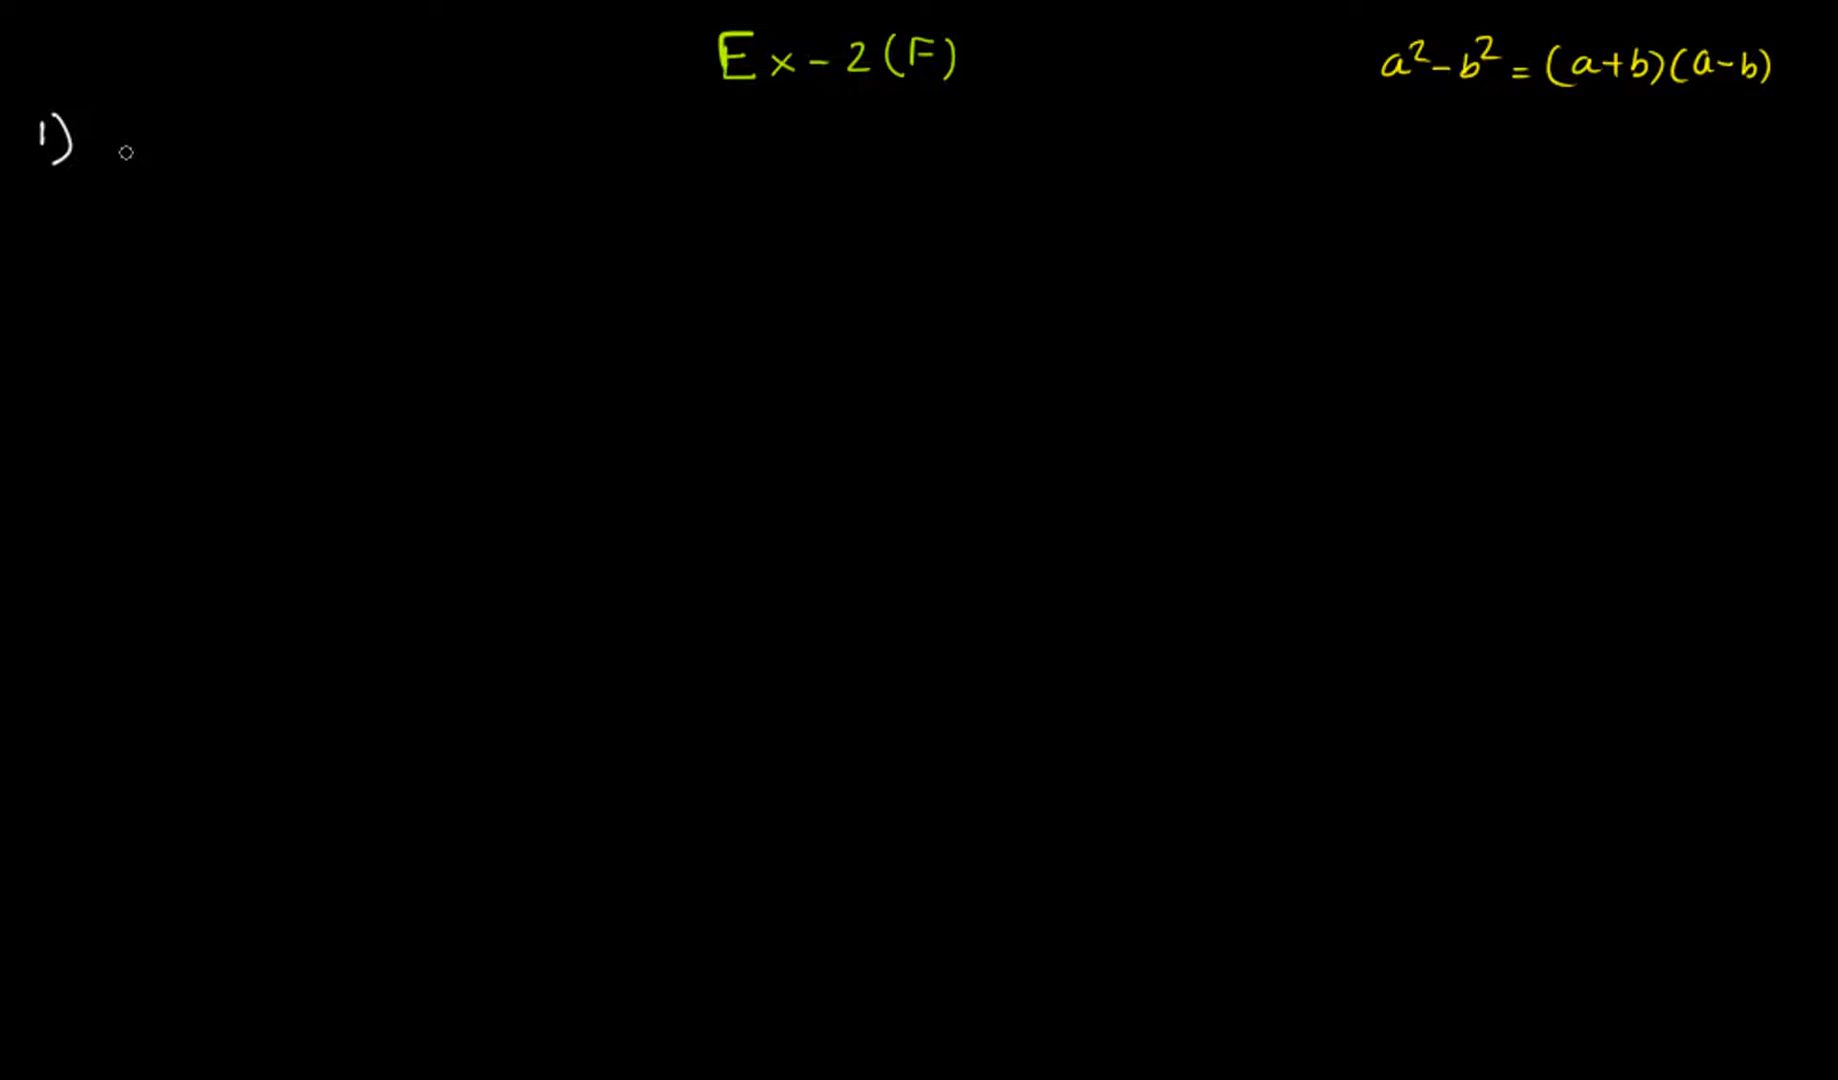 Ex - 2 (F)
a² - b² = (a+b)(a-b)
1)